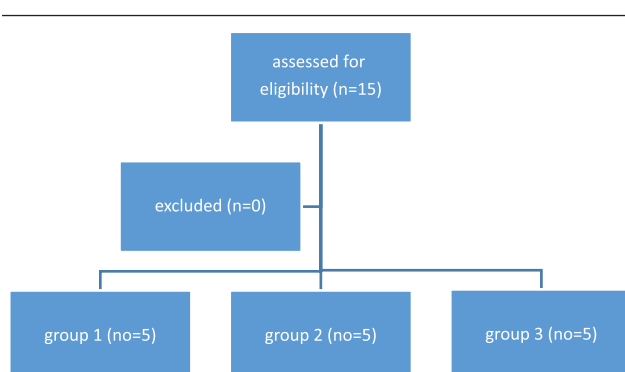 assessed for
eligibility (n=15)
excluded (n=0)
group 1 (no=5)
group 2 (no=5)
group 3 (no=5)